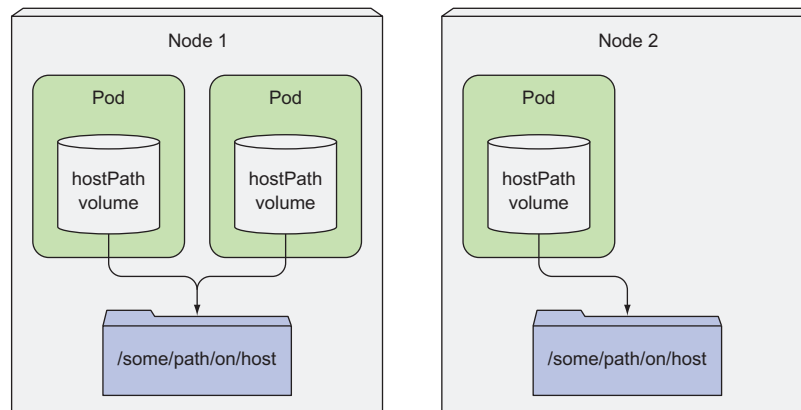 Node 1
Pod
Pod
hostPath
volume
hostPath
volume
/some/path/on/host
Node 2
Pod
hostPath
volume
/some/path/on/host